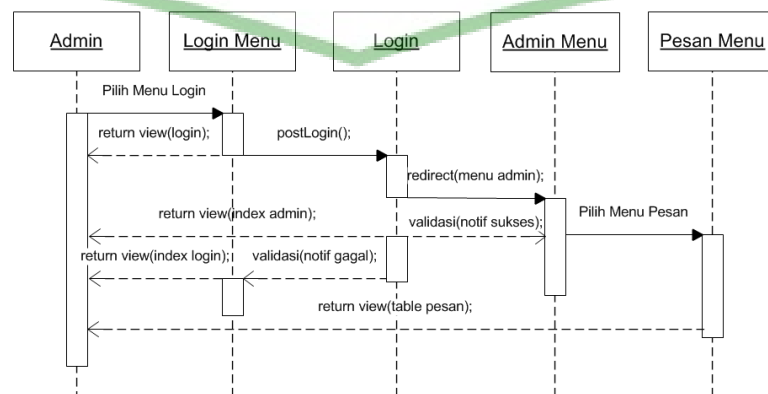 Admin
Login Menu
Login
Admin Menu
Pesan Menu
Pilih Menu Login
return view(login);
postLogin();
redirect(menu admin);
return view(index admin);
validasi(notif sukses);
Pilih Menu Pesan
return view(index login);
validasi(notif gagal);
return view(table pesan);